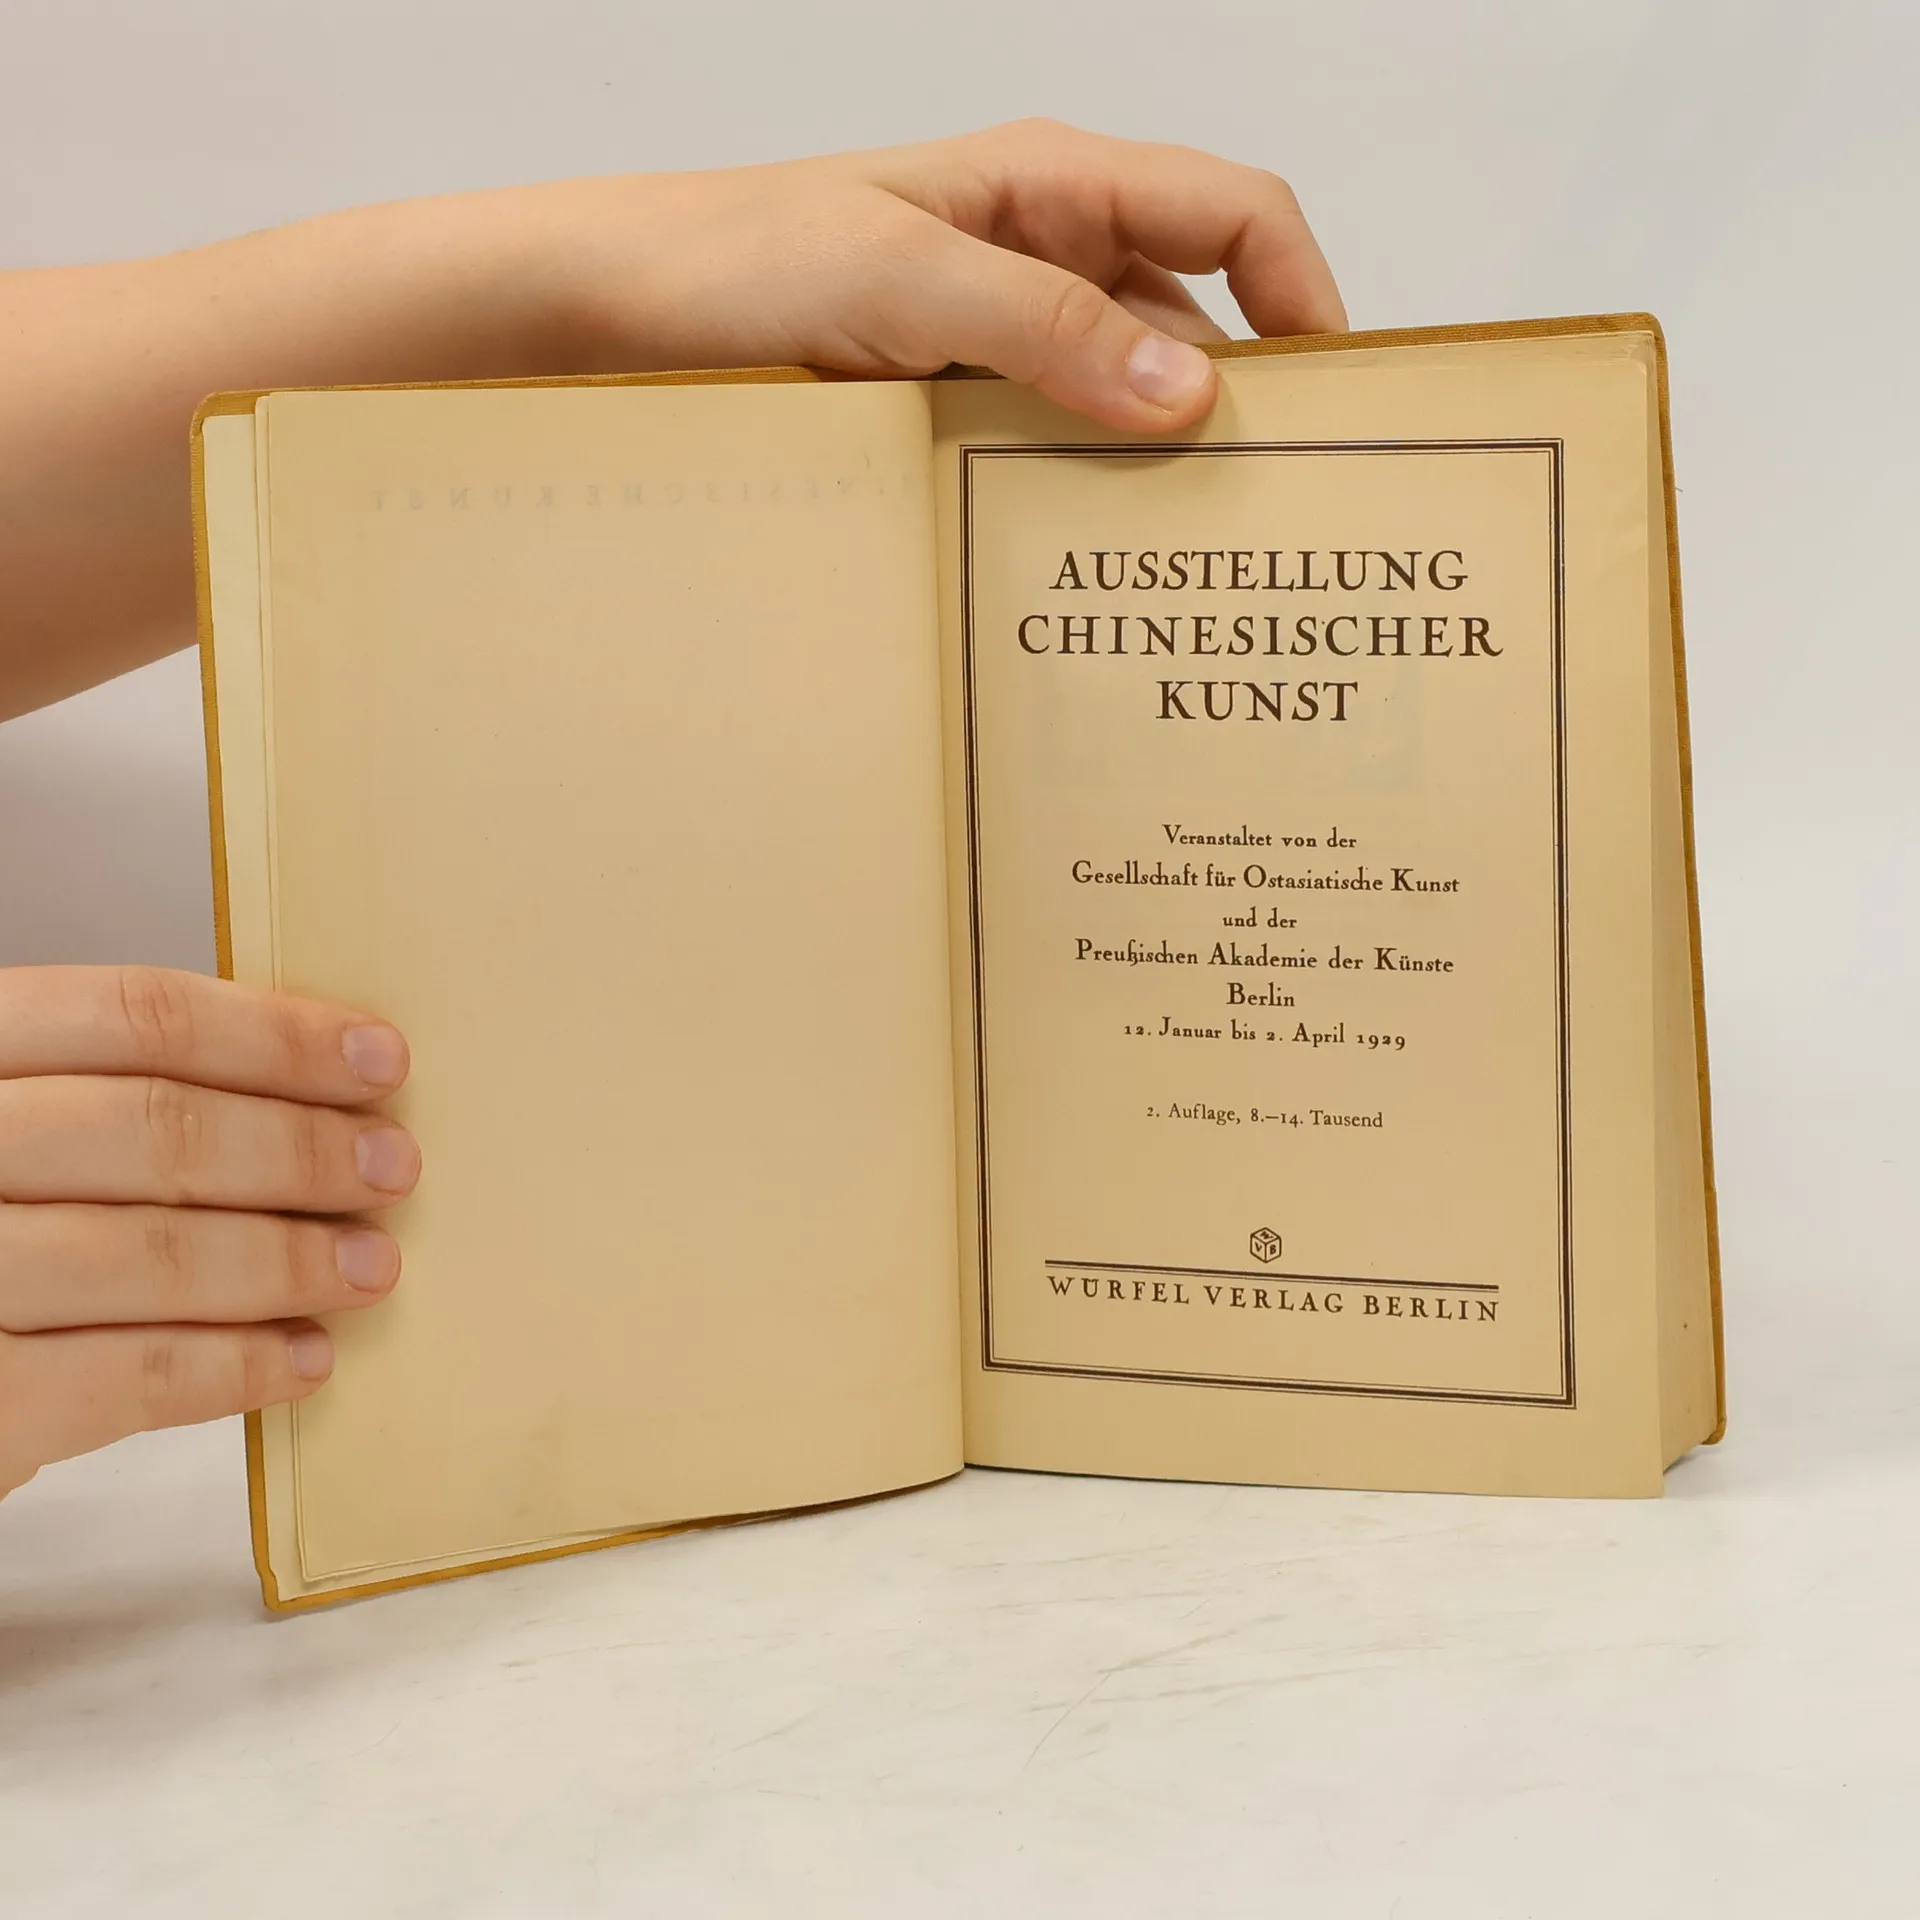 AUSSTELLUNG
CHINESISCHER
KUNST
Veranstaltet von der
Gesellschaft für Ostasiatische Kunst
und der
Preußischen Akademie der Künste
Berlin
12. Januar bis 2. April 1929
2. Auflage, 8.—14. Tausend
WVB
WÜRFEL VERLAG BERLIN